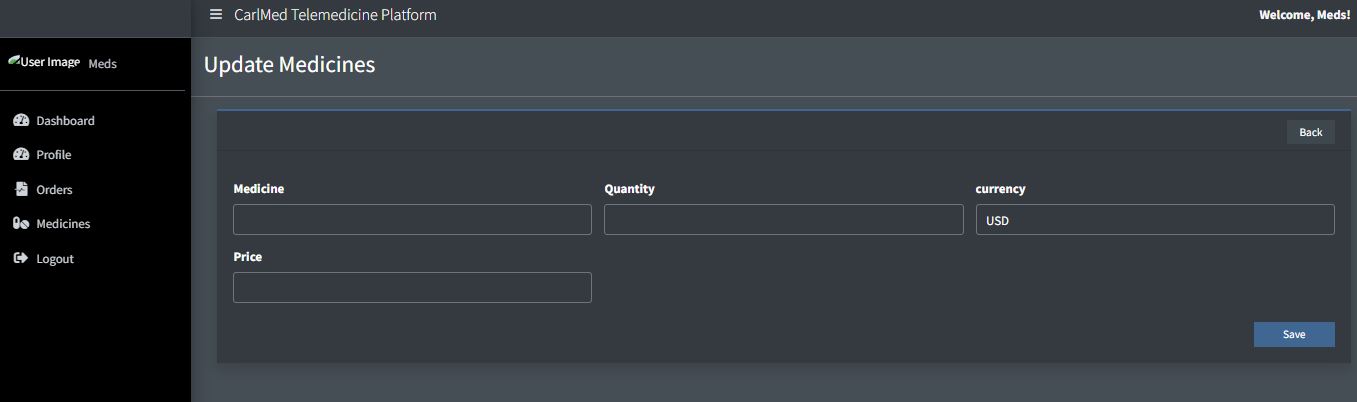 CarlMed Telemedicine Platform
Welcome, Meds!
User Image Meds
Update Medicines
Dashboard
Profile
Orders
Medicines
Logout
Back
Medicine Quantity currency
USD
Price
Save